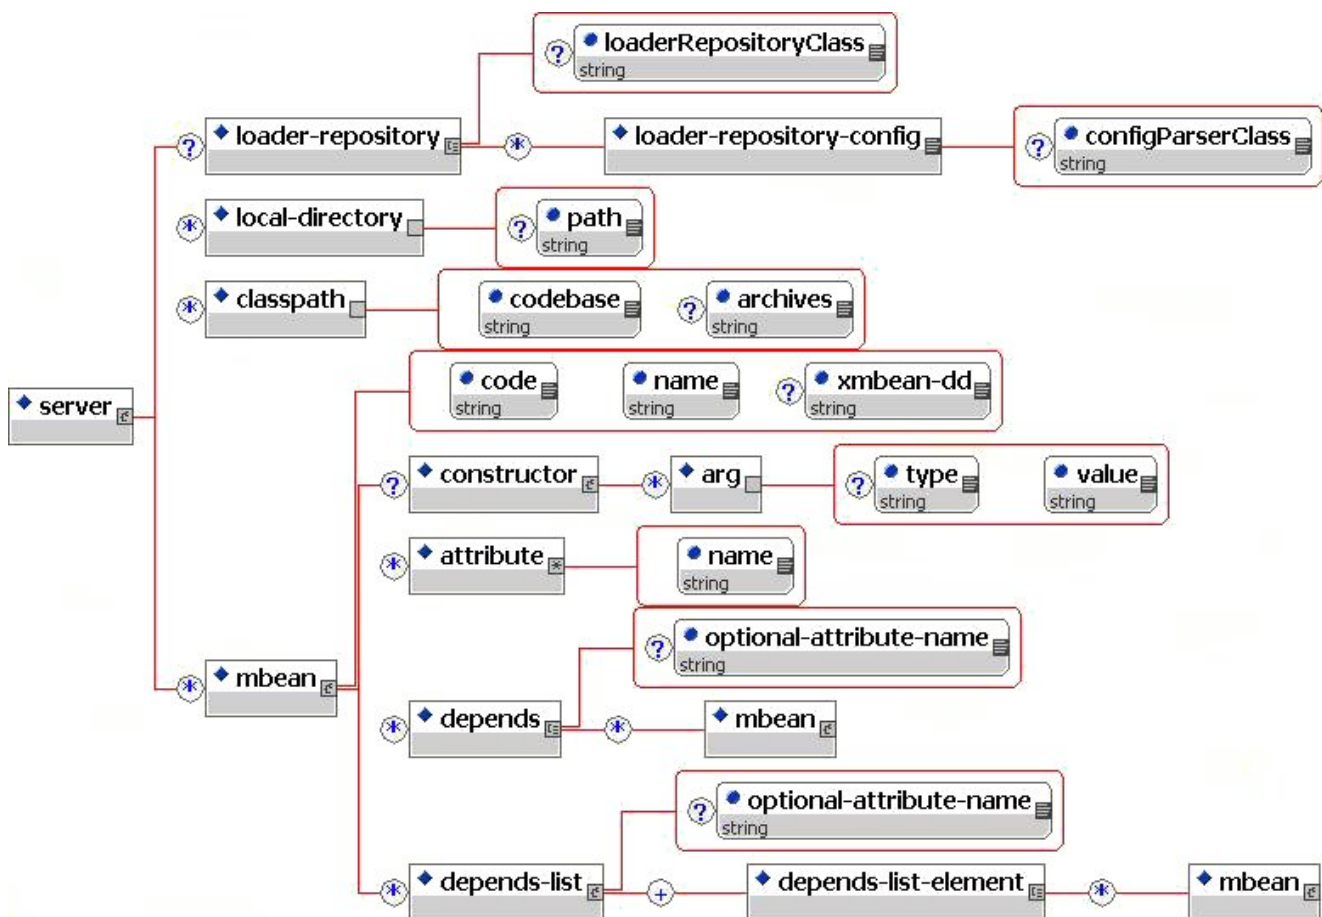 loaderRepositoryClass
string
? loader-repository * loader-repository-config ? configParserClass
string
* local-directory ? path
string
* classpath codebase ? archives
string string
code name ? xmbean-dd
string string string
server
? constructor * arg ? type value
string string
* attribute * name
string
? optional-attribute-name
string
* mbean
* depends * mbean
? optional-attribute-name
string
* depends-list + depends-list-element * mbean